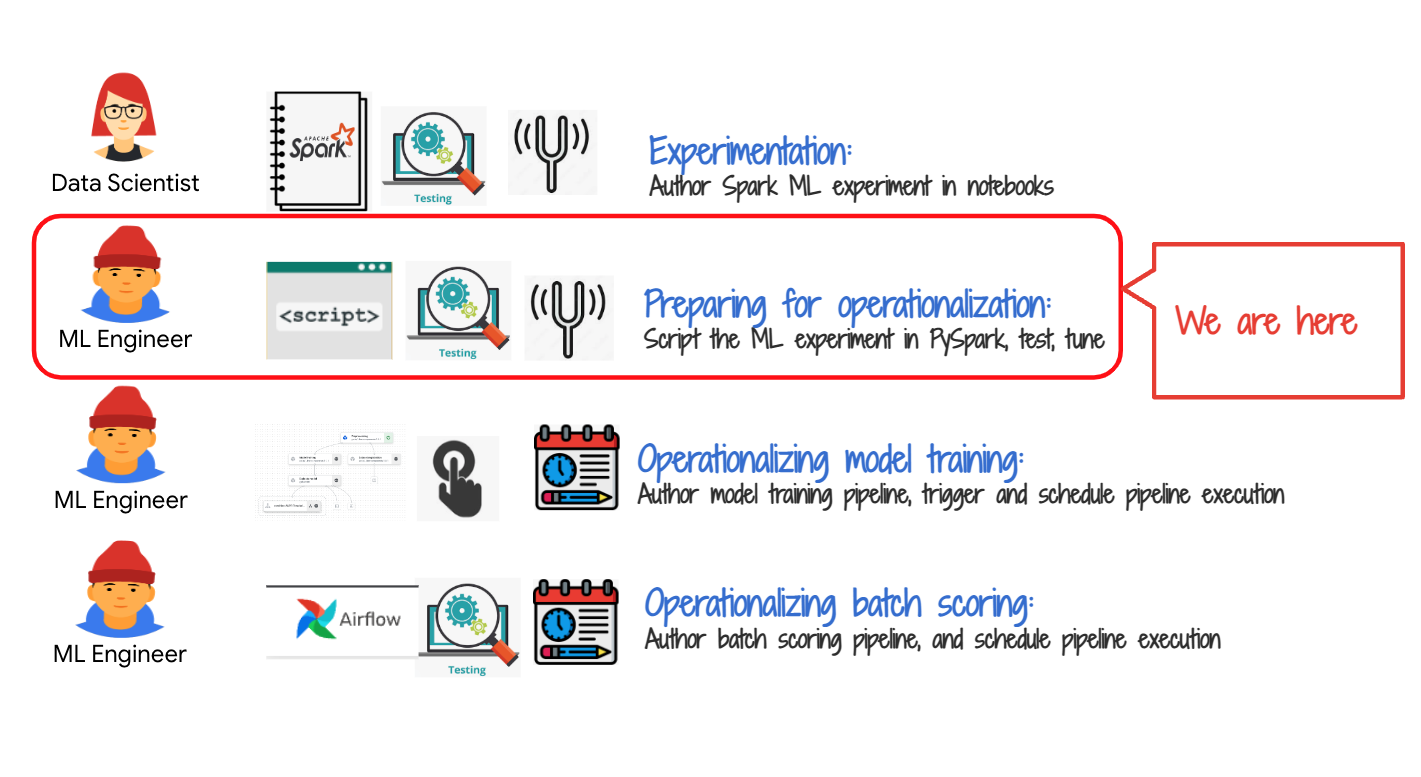 APACHE
Spark
Testing
Experimentation:
Author Spark ML experiment in notebooks
Data Scientist
<script>
Testing
Preparing for operationalization:
Script the ML experiment in PySpark, test, tune
ML Engineer
We are here
Operationalizing model training:
Author model training pipeline, trigger and schedule pipeline execution
ML Engineer
Airflow
Testing
Operationalizing batch scoring:
Author batch scoring pipeline, and schedule pipeline execution
ML Engineer